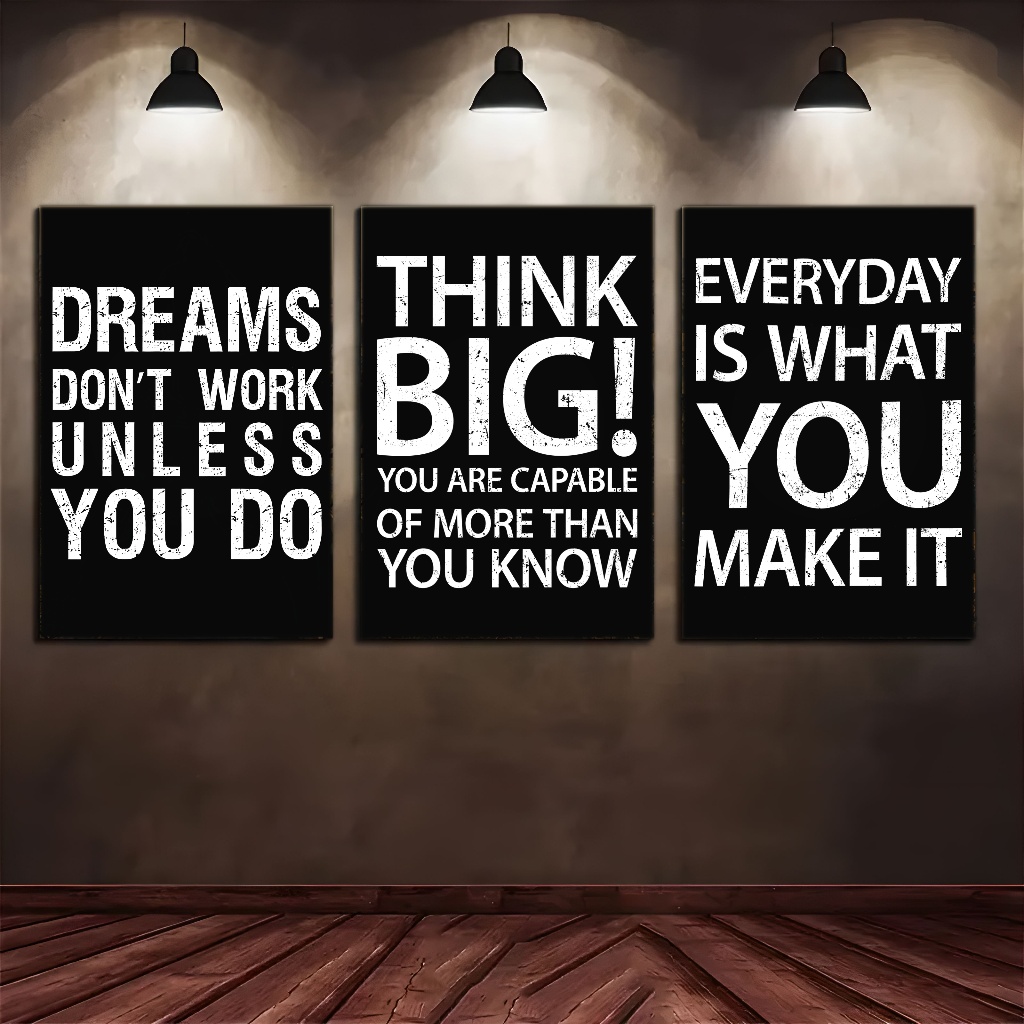 DREAMS
DON'T WORK
UNLESS
YOU DO
THINK
BIG!
YOU ARE CAPABLE
OF MORE THAN
YOU KNOW
EVERYDAY
IS WHAT
YOU
MAKE IT